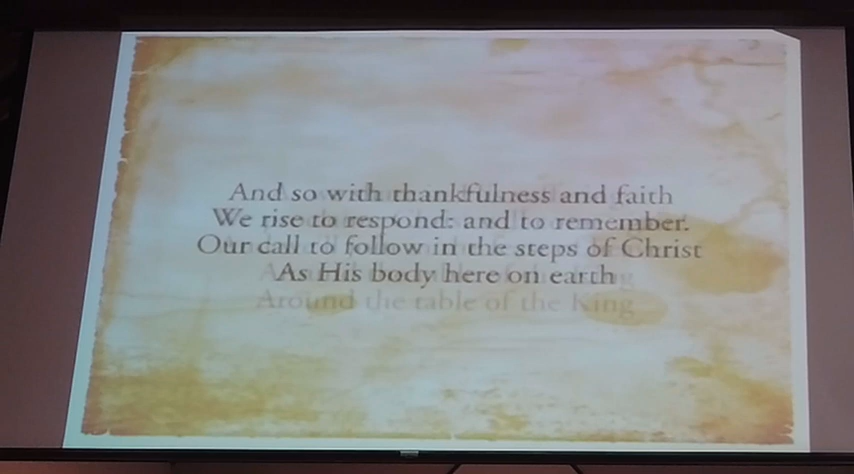 And so with thankfulness and faith
We rise to respond: and to remember.
Our call to follow in the steps of Christ
As His body here on earth
Around the table of the King